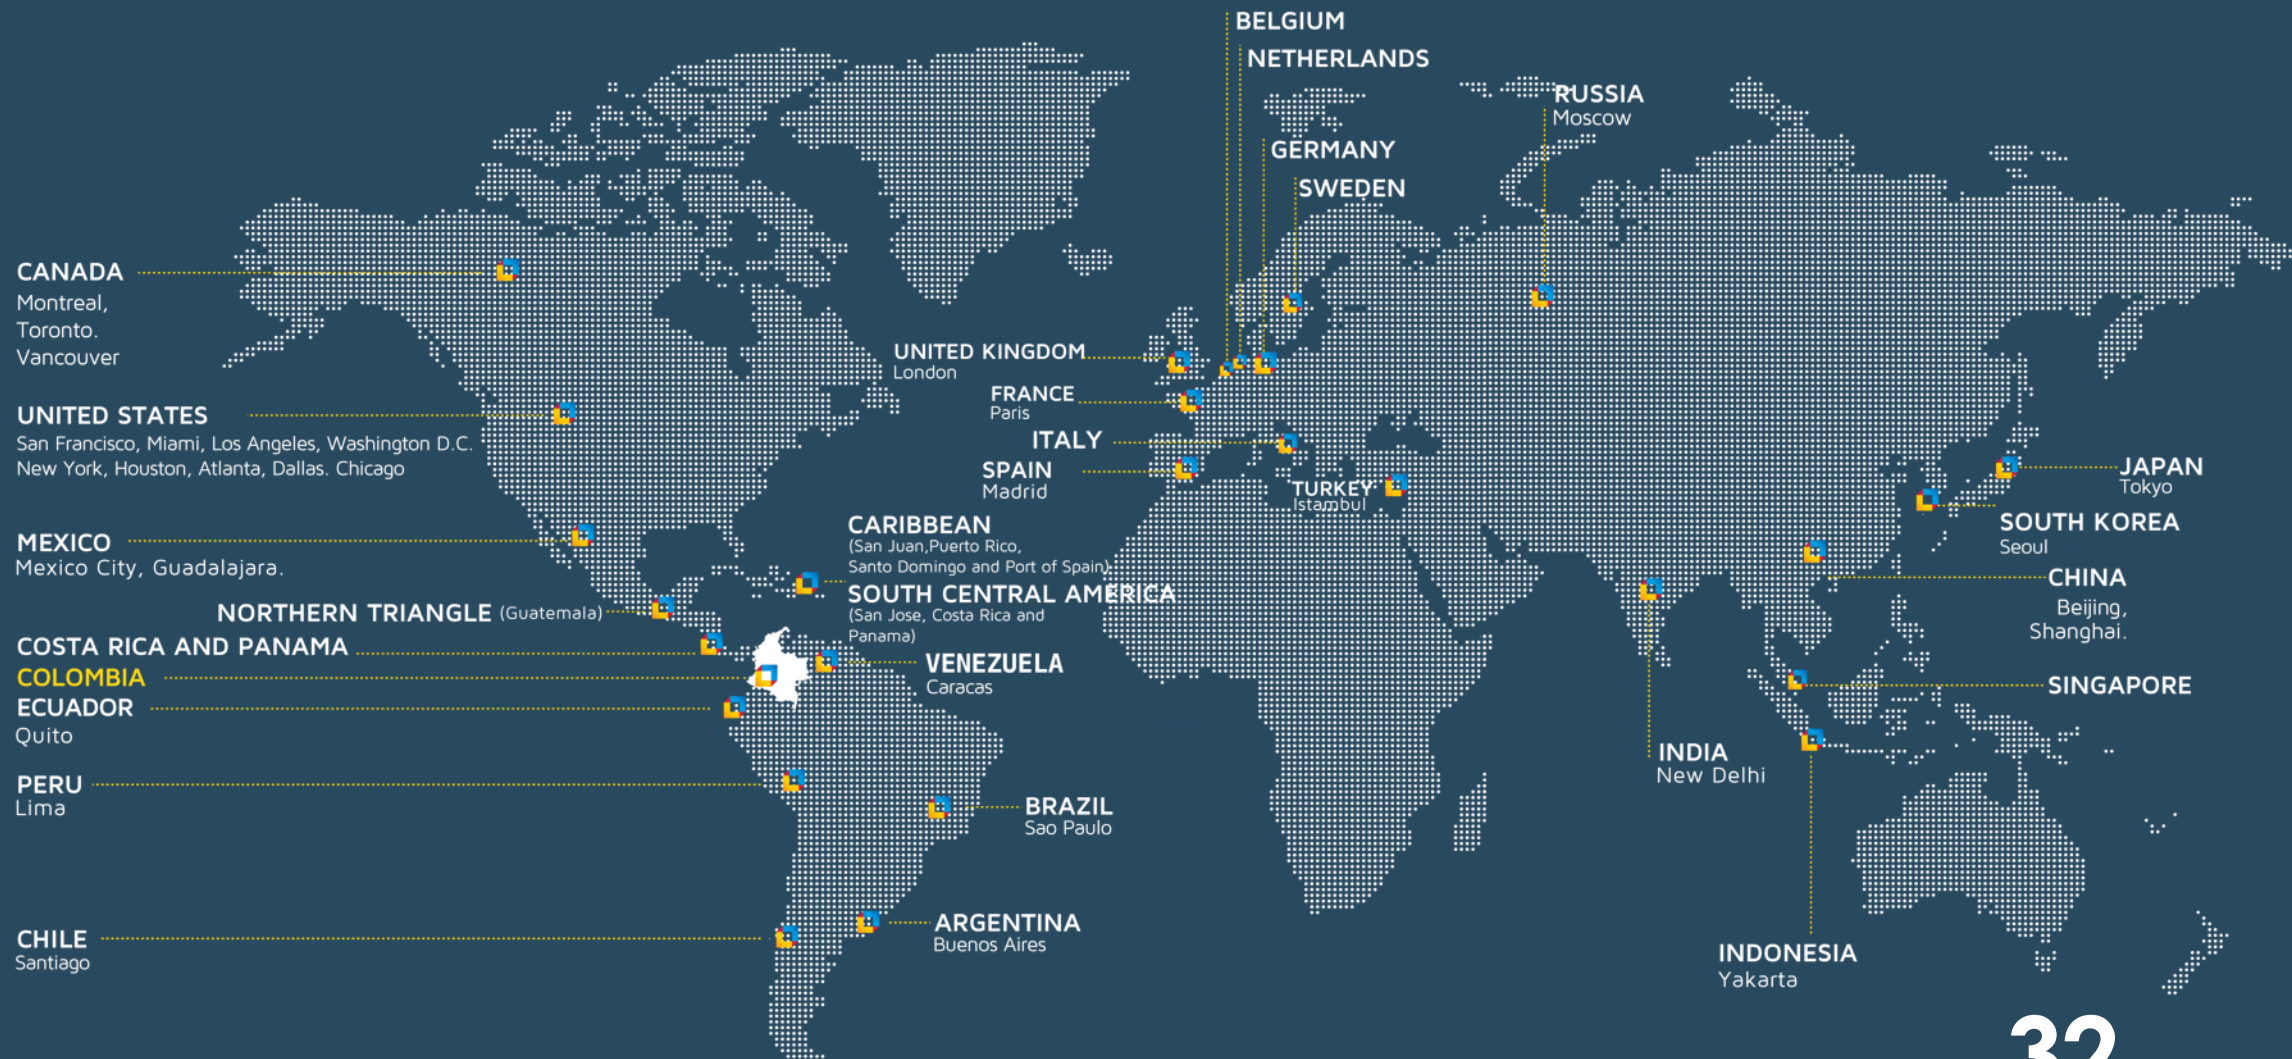 BELGIUM
NETHERLANDS
RUSSIA
Moscow
GERMANY
SWEDEN
CANADA
Montreal,
Toronto.
Vancouver
UNITED KINGDOM
London
FRANCE
Paris
UNITED STATES
San Francisco, Miami, Los Angeles, Washington D.C.
New York, Houston, Atlanta, Dallas. Chicago
ITALY
SPAIN
Madrid
TURKEY
Istambul
JAPAN
Tokyo
SOUTH KOREA
Seoul
MEXICO
Mexico City, Guadalajara.
CARIBBEAN
(San Juan,Puerto Rico,
Santo Domingo and Port of Spain)
SOUTH CENTRAL AMERICA
(San Jose, Costa Rica and
Panama)
CHINA
Beijing,
Shanghai.
NORTHERN TRIANGLE (Guatemala)
COSTA RICA AND PANAMA
COLOMBIA
VENEZUELA
Caracas
SINGAPORE
ECUADOR
Quito
INDIA
New Delhi
PERU
Lima
BRAZIL
Sao Paulo
ARGENTINA
Buenos Aires
CHILE
Santiago
INDONESIA
Yakarta
32